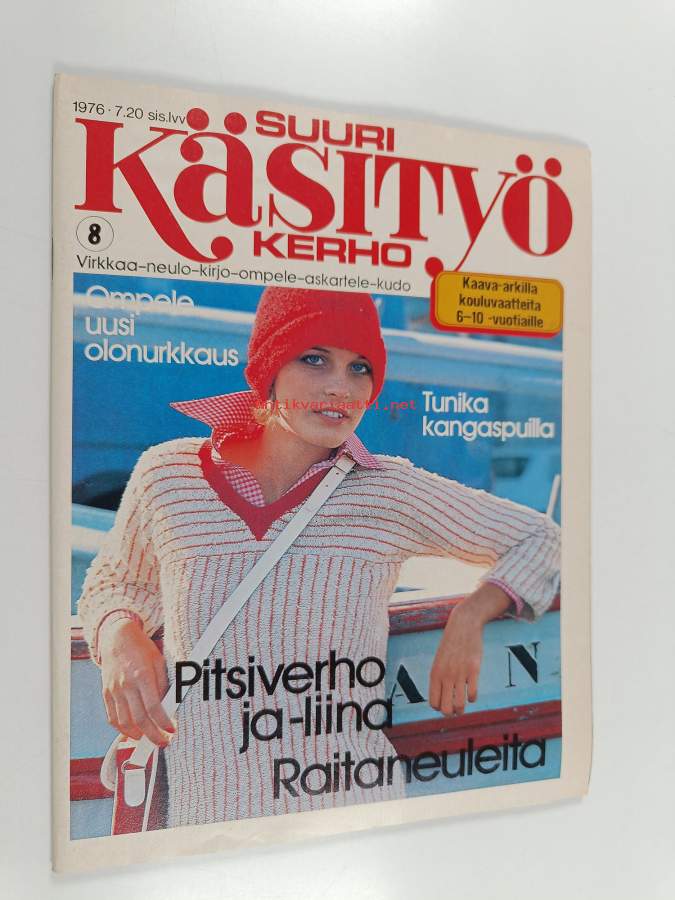 1976 · 7.20 sis.lvv
SUURI
KÄSITYÖ
KERHO
8
Virkkaa-neulo-kirjo-ompele-askartele-kudo
Kaava-arkilla
kouluvaatteita
6-10 -vuotiaille
Ompele
uusi
olonurkkaus
antikvariaatti.net
Tunika
kangaspuilla
A N
Pitsiverho
ja-liina
Raitaneuleita